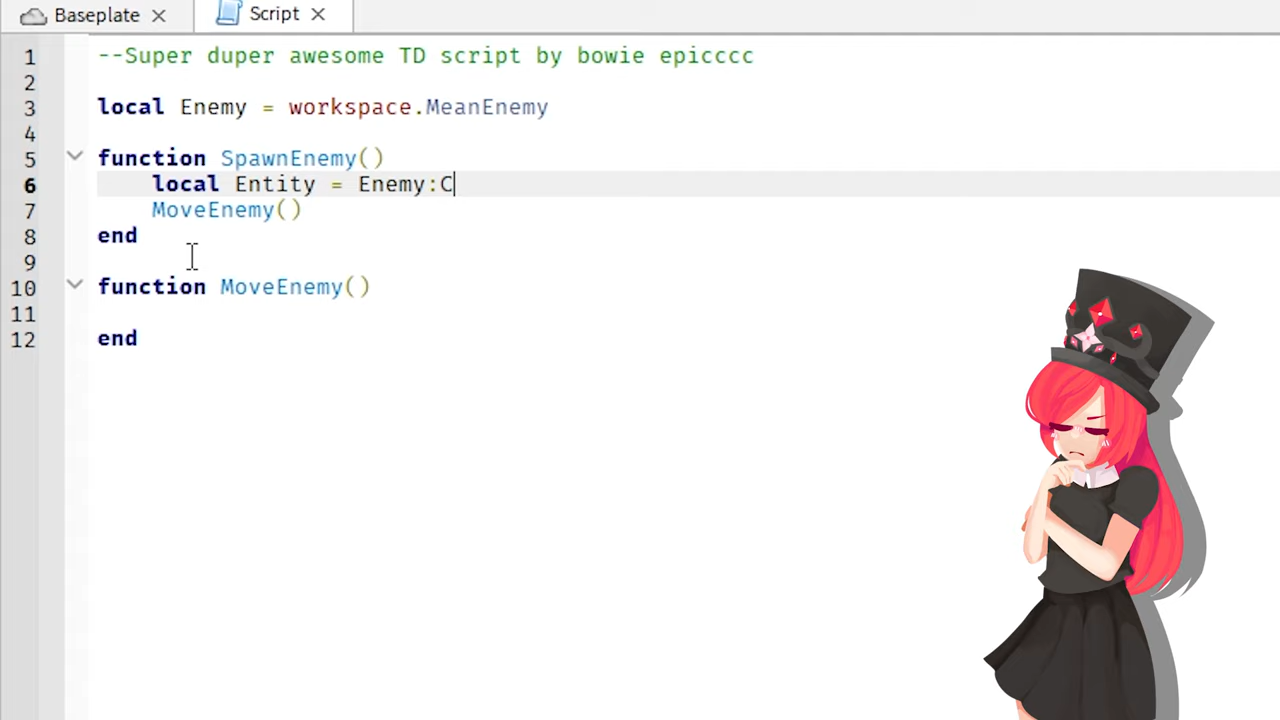 Baseplate Script
1 --Super duper awesome TD script by bowie epicccc
2
3 local Enemy = workspace.MeanEnemy
4
5 function SpawnEnemy()
6 local Entity = Enemy:C
7 MoveEnemy()
8 end
9
10 function MoveEnemy()
11
12 end